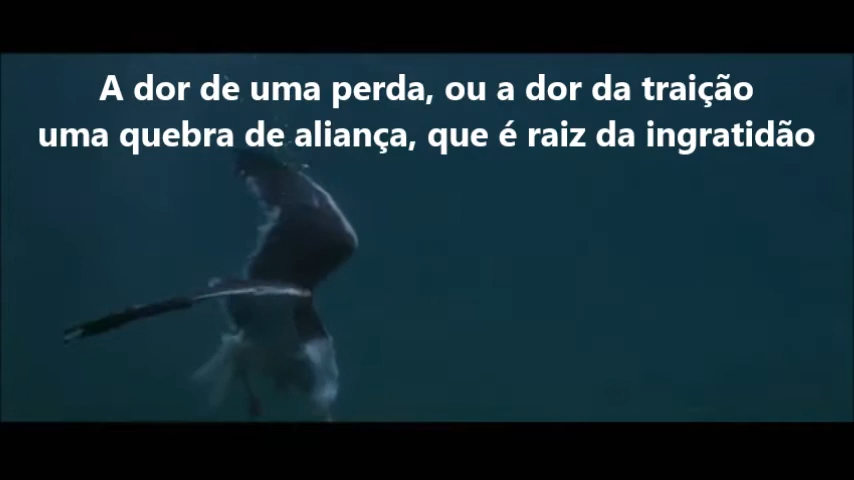 A dor de uma perda, ou a dor da traição
uma quebra de aliança, que é raiz da ingratidão